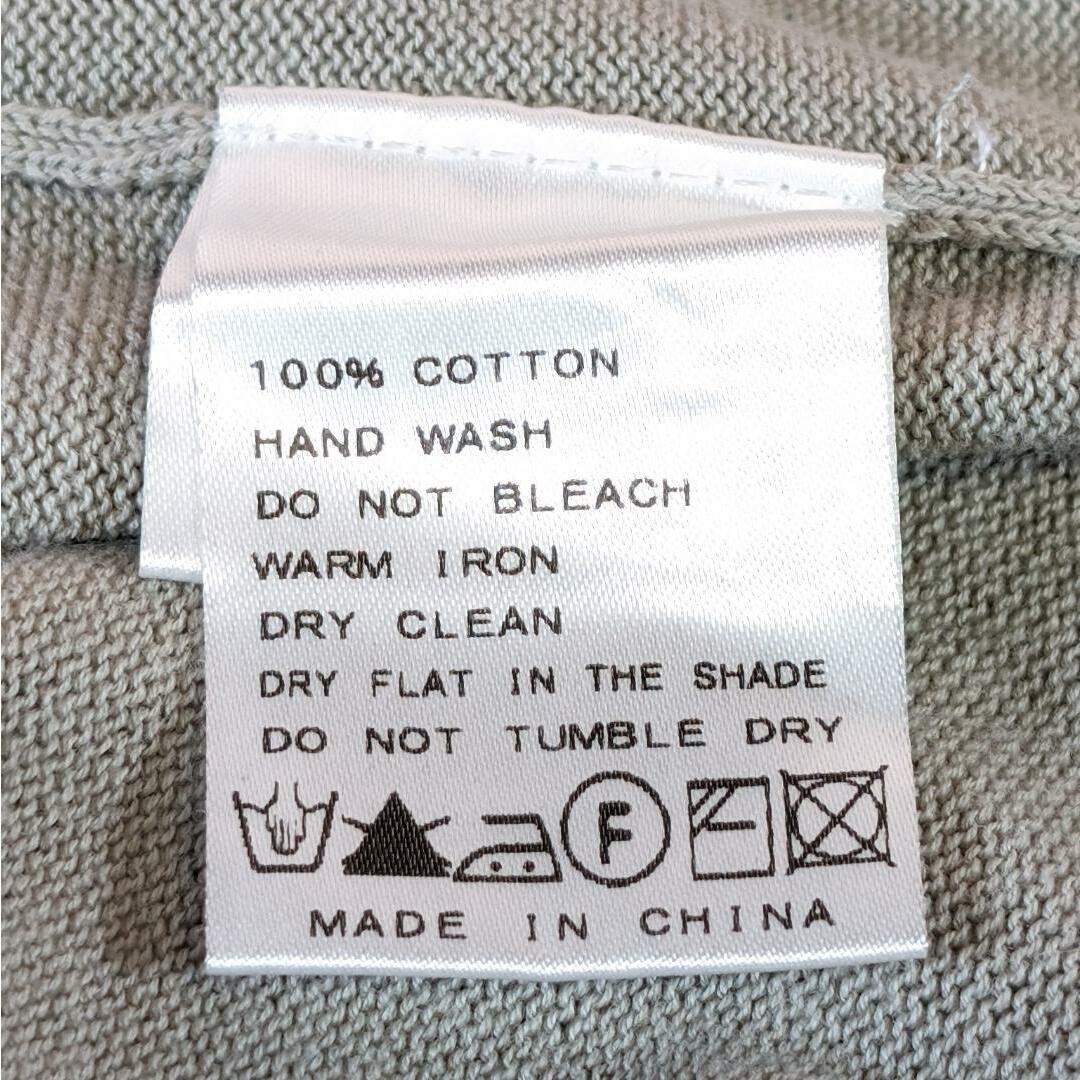 100% COTTON
HAND WASH
DO NOT BLEACH
WARM IRON
DRY CLEAN
DRY FLAT IN THE SHADE
DO NOT TUMBLE DRY
F
MADE IN CHINA